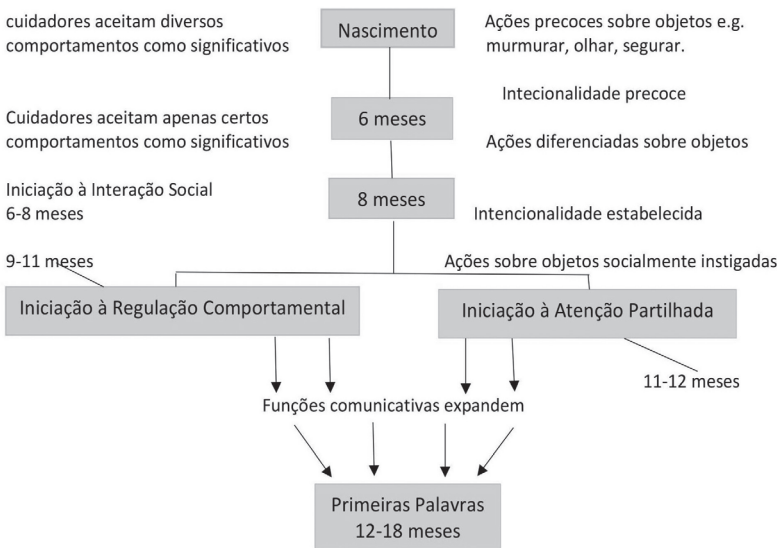 cuidadores aceitam diversos
comportamentos como significativos
Nascimento
Ações precoces sobre objetos e.g.
murmurar, olhar, segurar.
Intecionalidade precoce
Cuidadores aceitam apenas certos
comportamentos como significativos
6 meses
Ações diferenciadas sobre objetos
Iniciação à Interação Social
6-8 meses
8 meses
Intencionalidade estabelecida
9-11 meses
Ações sobre objetos socialmente instigadas
Iniciação à Regulação Comportamental
Iniciação à Atenção Partilhada
11-12 meses
Funções comunicativas expandem
Primeiras Palavras
12-18 meses